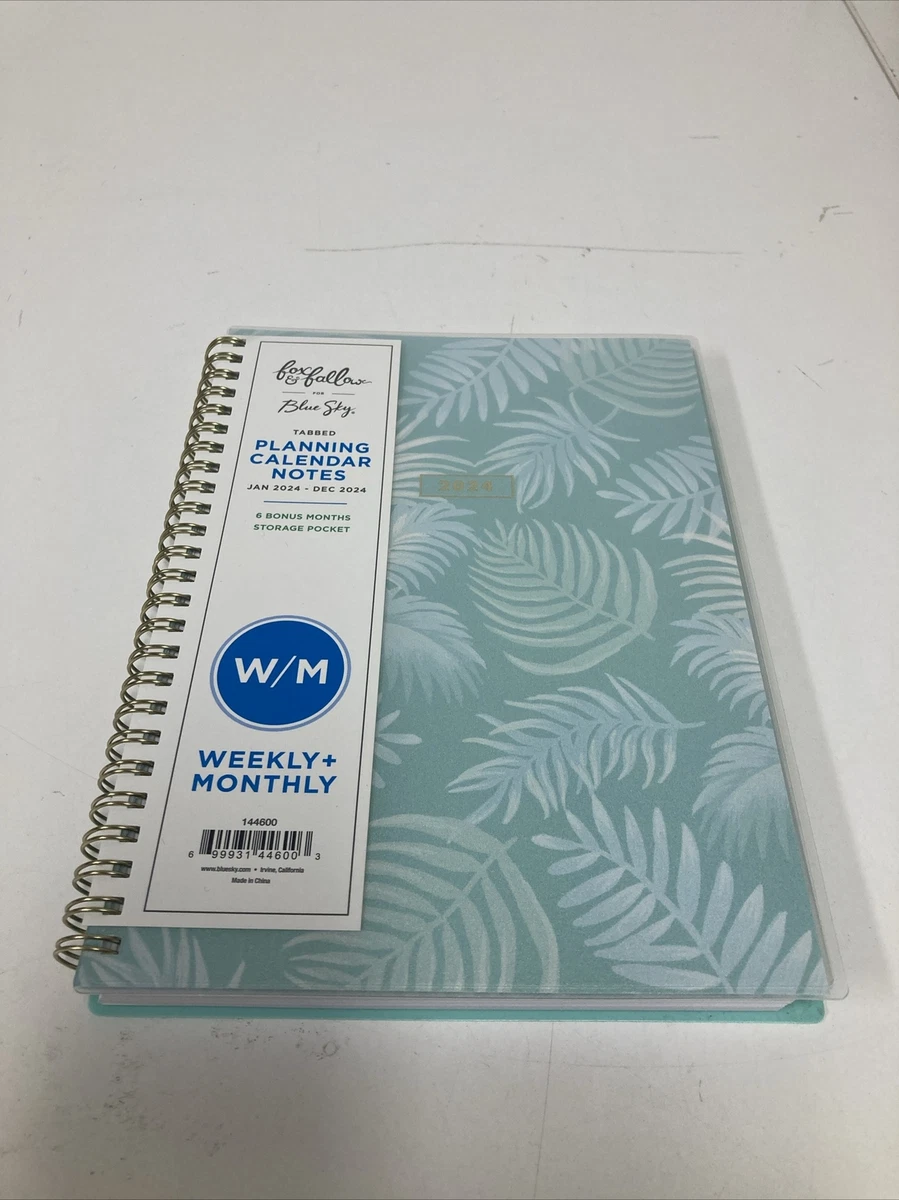 fox
& fallow
FOR
Blue Sky®
TABBED
PLANNING
CALENDAR
NOTES
JAN 2024 - DEC 2024
6 BONUS MONTHS
STORAGE POCKET
2024
W/M
WEEKLY+
MONTHLY
144600
6 99931 44600 3
www.bluesky.com • Irvine, California
Made in China